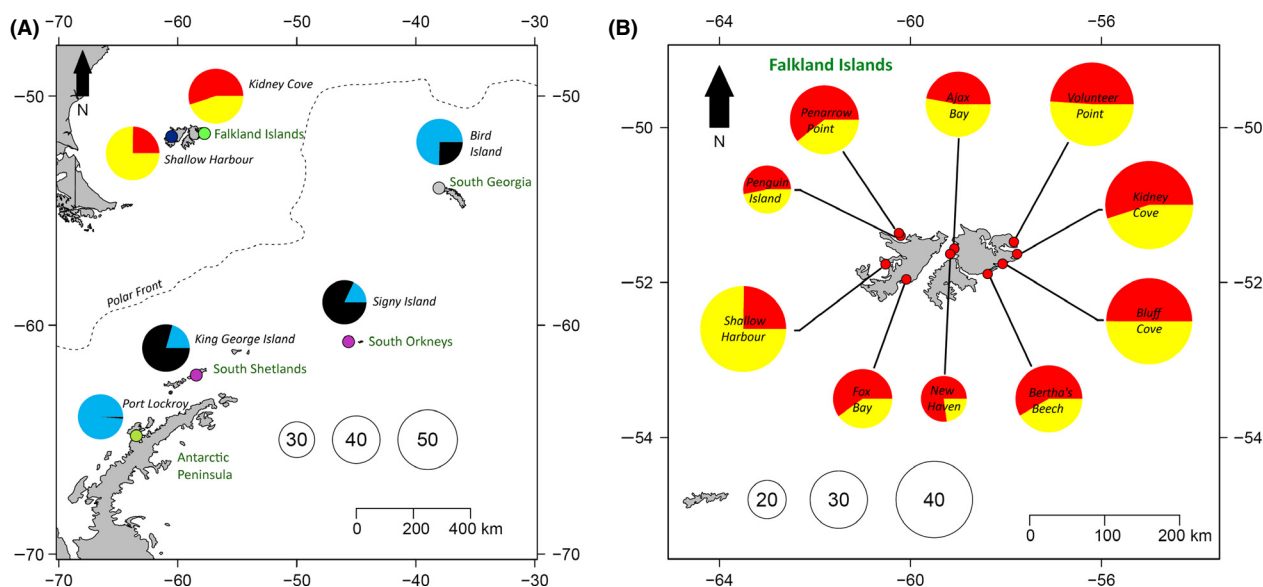 (A)
−70
−60
−50
−40
−30
−50
−60
−70
−50
−60
−70
−70
−60
−50
−40
−30
N
Kidney Cove
Falkland Islands
Shallow Harbour
Bird
Island
South Georgia
Polar Front
Signy Island
South Orkneys
King George Island
South Shetlands
Port Lockroy
Antarctic
Peninsula
30
40
50
0
200
400 km
(B)
−64
−60
−56
−50
−52
−54
−50
−52
−54
−64
−60
−56
N
Falkland Islands
Penarrow
Point
Ajax
Bay
Volunteer
Point
Penguin
Island
Kidney
Cove
Shallow
Harbour
Bluff
Cove
Fox
Bay
New
Haven
Bertha's
Beech
20
30
40
0
100
200 km